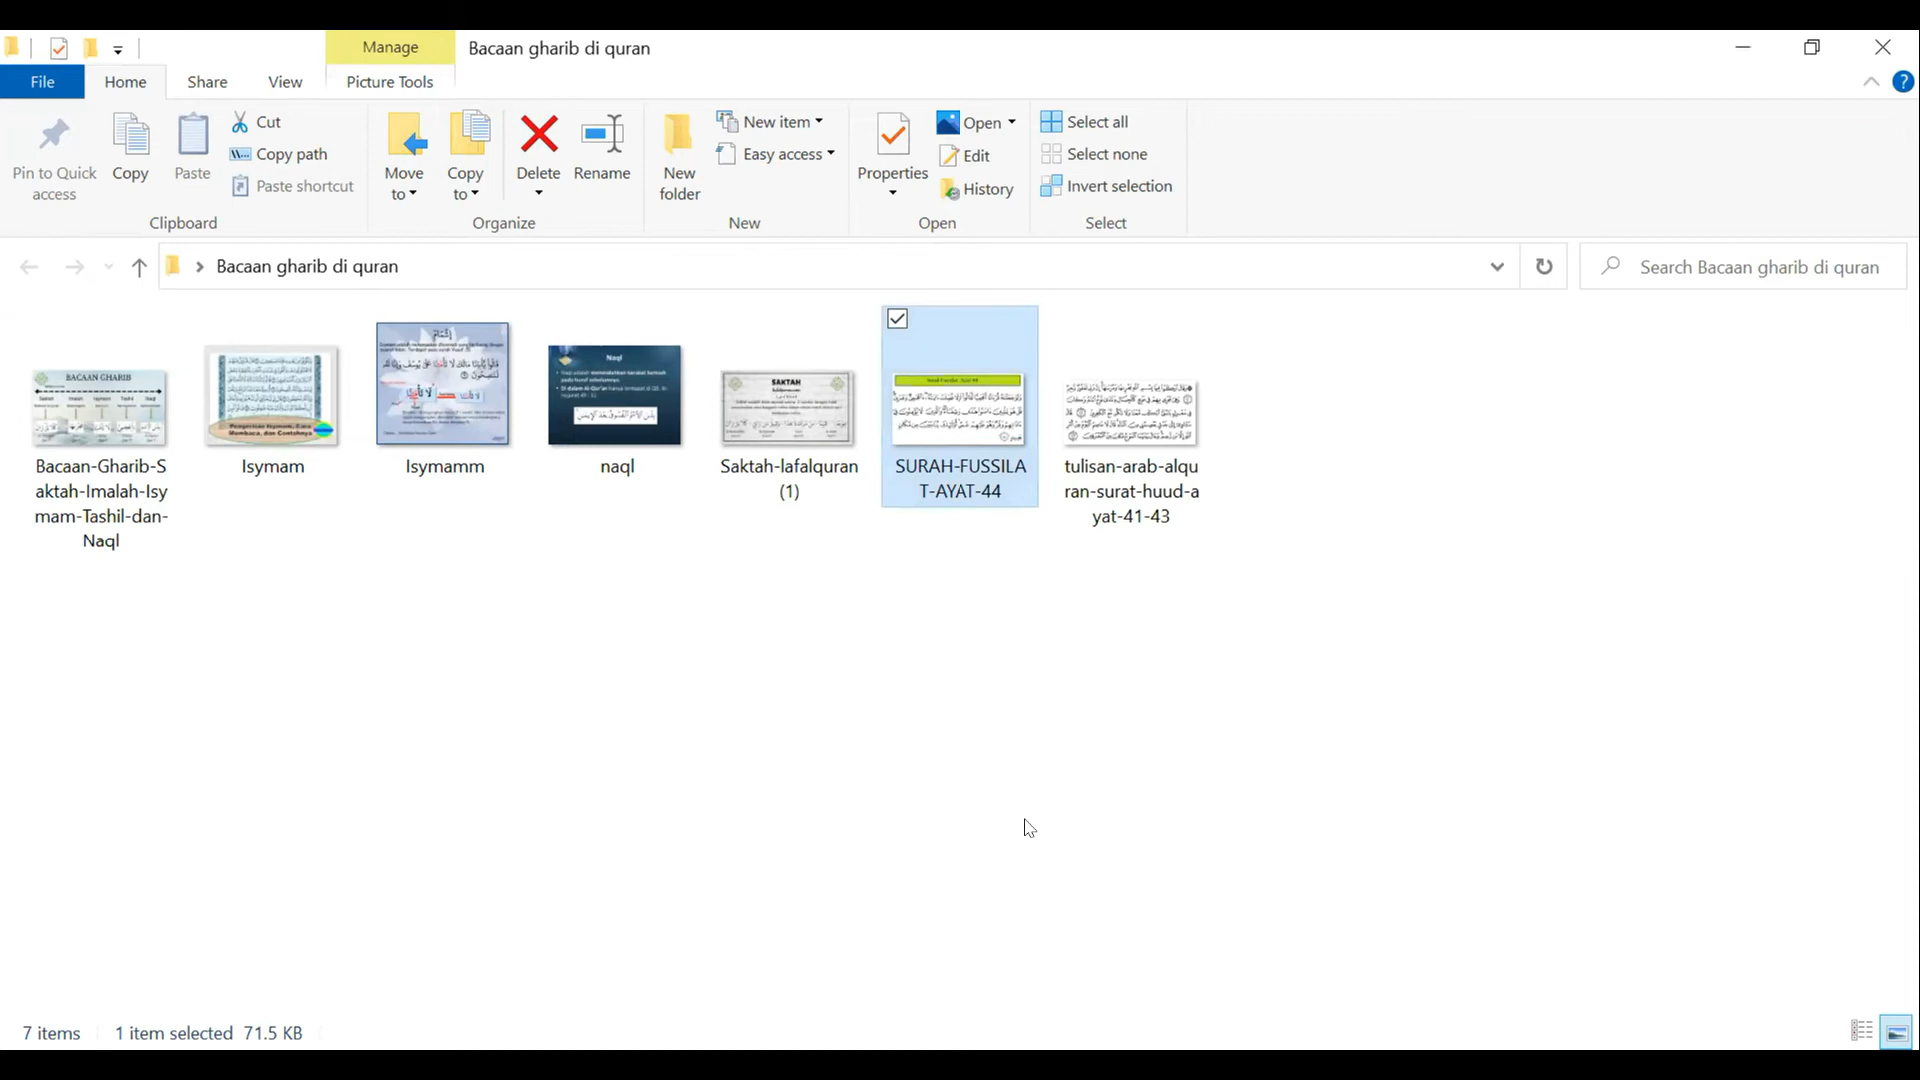 Manage
Bacaan gharib di quran
File
Home
Share
View
Picture Tools
Pin to Quick access
Copy
Paste
Cut
Copy path
Paste shortcut
Move to
Copy to
Delete
Rename
New folder
New item
Easy access
Properties
Open
Edit
History
Select all
Select none
Invert selection
Clipboard
Organize
New
Open
Select
Bacaan gharib di quran
Search Bacaan gharib di quran
BACAAN GHARIB
Naql
SAKTAH
Bacaan-Gharib-S
aktah-Imalah-Isy
mam-Tashil-dan-
Naql
Isymam
Isymamm
naql
Saktah-lafalquran
(1)
SURAH-FUSSILA
T-AYAT-44
tulisan-arab-alqu
ran-surat-huud-a
yat-41-43
7 items
1 item selected 71.5 KB